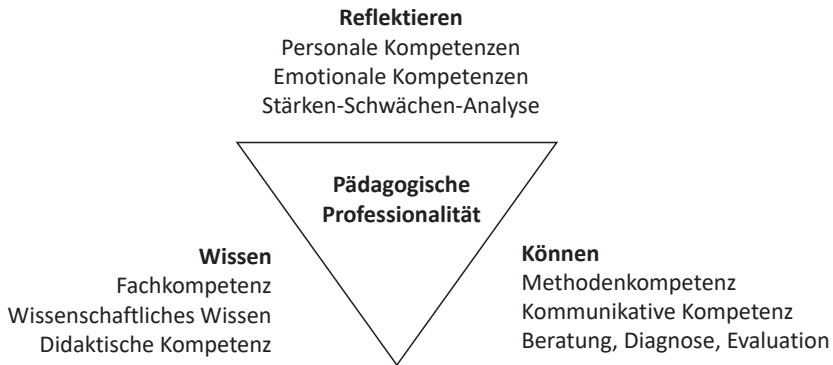 Reflektieren
Personale Kompetenzen
Emotionale Kompetenzen
Stärken-Schwächen-Analyse
Pädagogische
Professionalität
Wissen
Fachkompetenz
Wissenschaftliches Wissen
Didaktische Kompetenz
Können
Methodenkompetenz
Kommunikative Kompetenz
Beratung, Diagnose, Evaluation